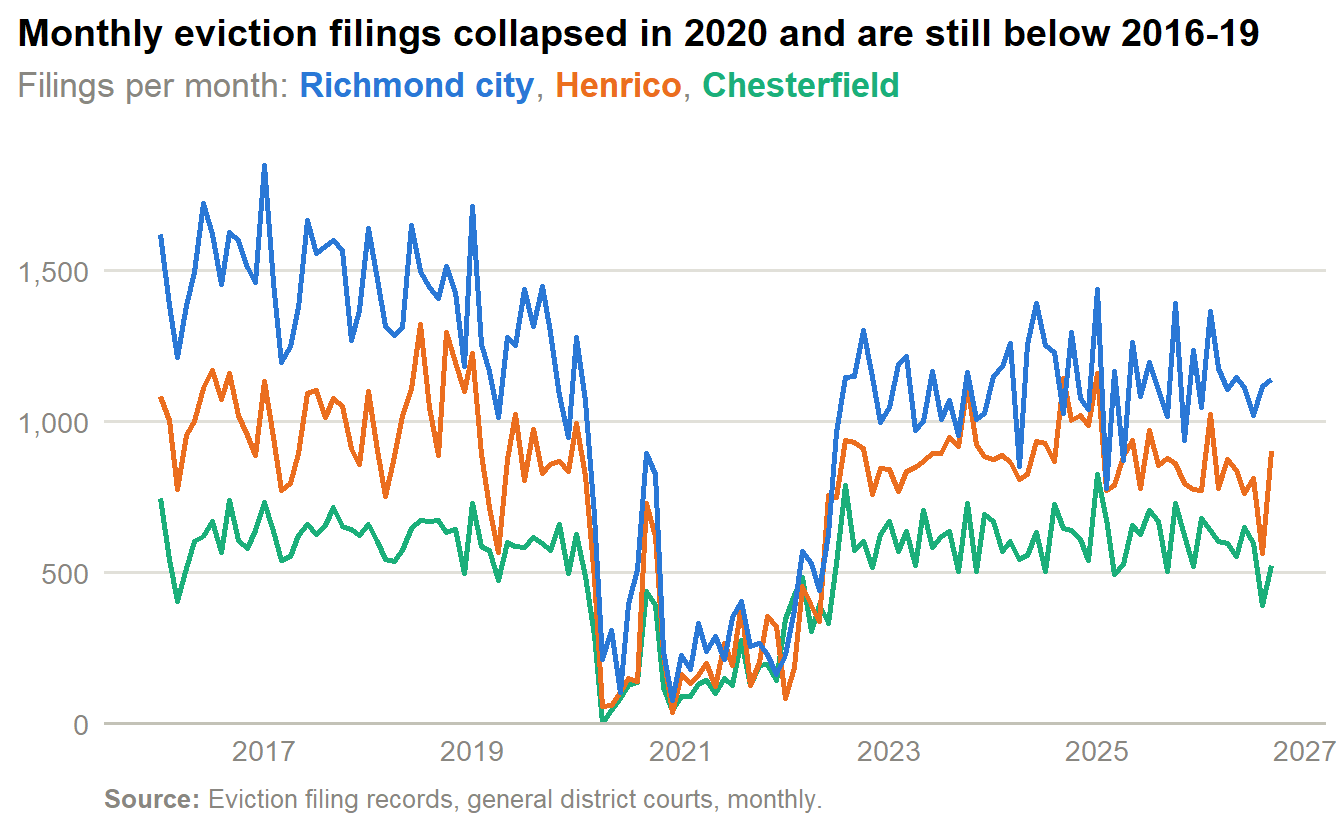 Monthly eviction filings collapsed in 2020 and are still below 2016-19
Filings per month: Richmond city, Henrico, Chesterfield
1,500
1,000
500
0
2017 2019 2021 2023 2025 2027
Source: Eviction filing records, general district courts, monthly.